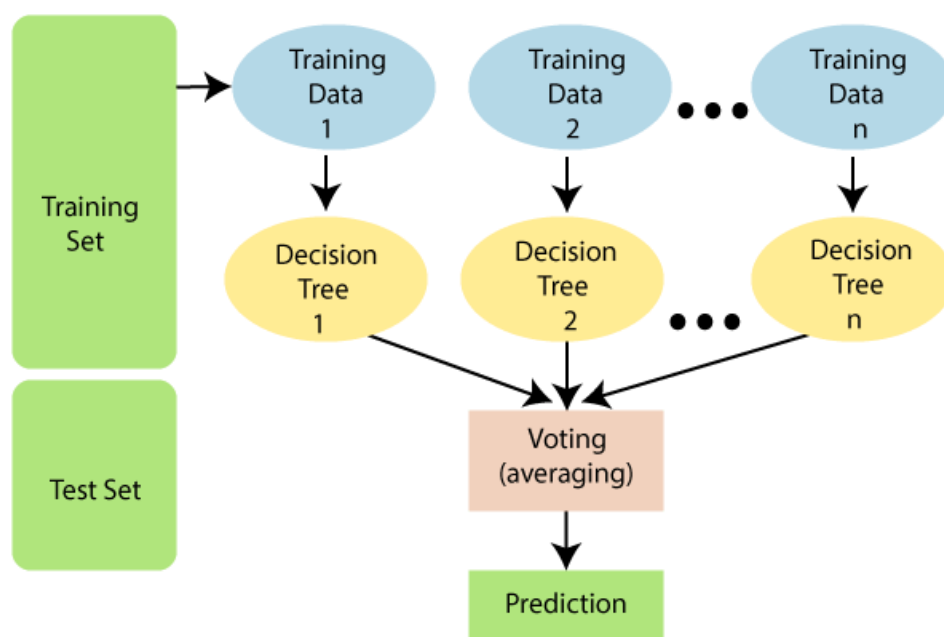 Training
Set
Test Set
Training
Data
1
Training
Data
2
Training
Data
n
Decision
Tree
1
Decision
Tree
2
Decision
Tree
n
Voting
(averaging)
Prediction